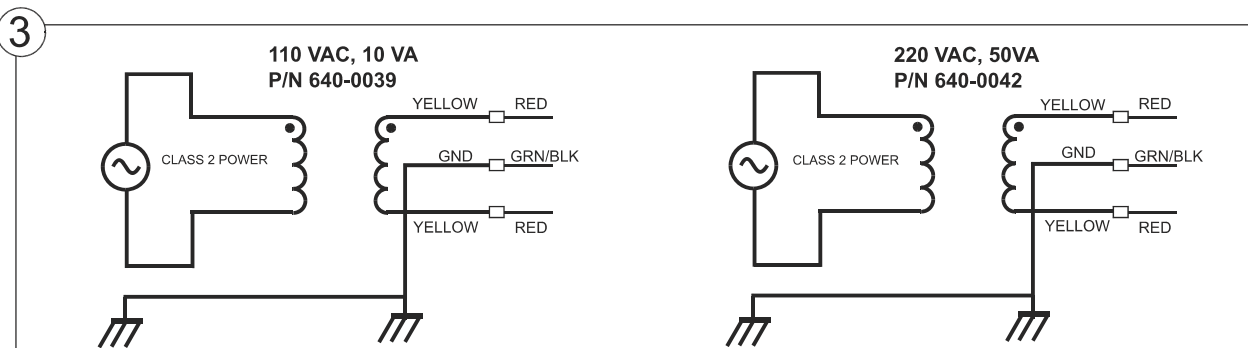 3
110 VAC, 10 VA
P/N 640-0039
YELLOW RED
CLASS 2 POWER
GND GRN/BLK
YELLOW RED
220 VAC, 50VA
P/N 640-0042
YELLOW RED
CLASS 2 POWER
GND GRN/BLK
YELLOW RED